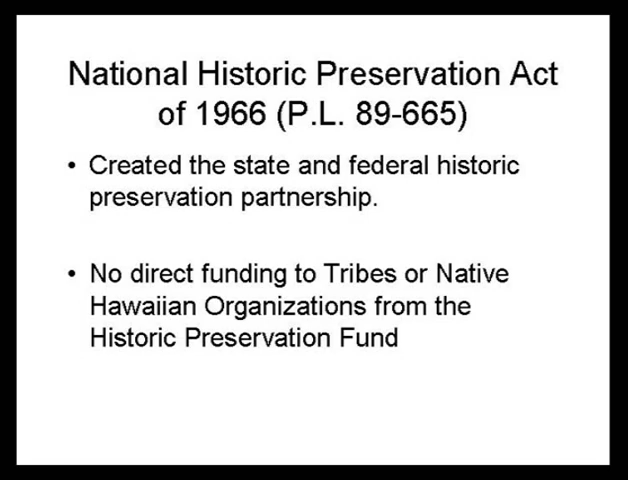 National Historic Preservation Act
of 1966 (P.L. 89-665)
• Created the state and federal historic
preservation partnership.
• No direct funding to Tribes or Native
Hawaiian Organizations from the
Historic Preservation Fund